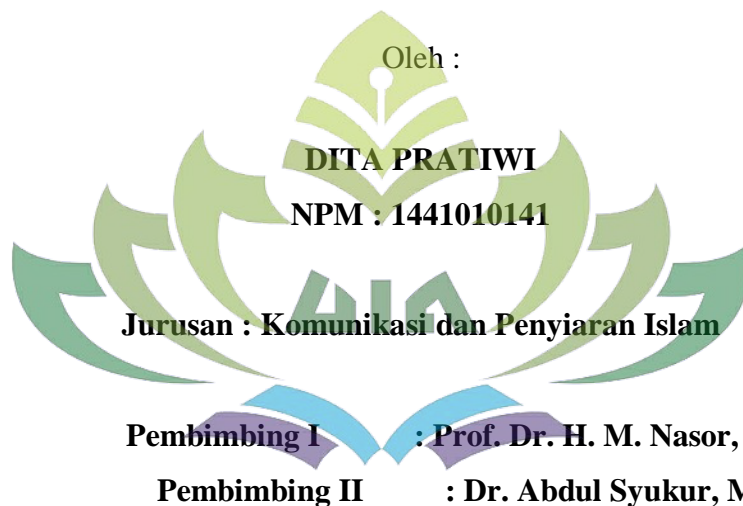 Oleh :
DITA PRATIWI
NPM : 1441010141
UIN
Jurusan : Komunikasi dan Penyiaran Islam
Pembimbing I : Prof. Dr. H. M. Nasor,
Pembimbing II : Dr. Abdul Syukur, M